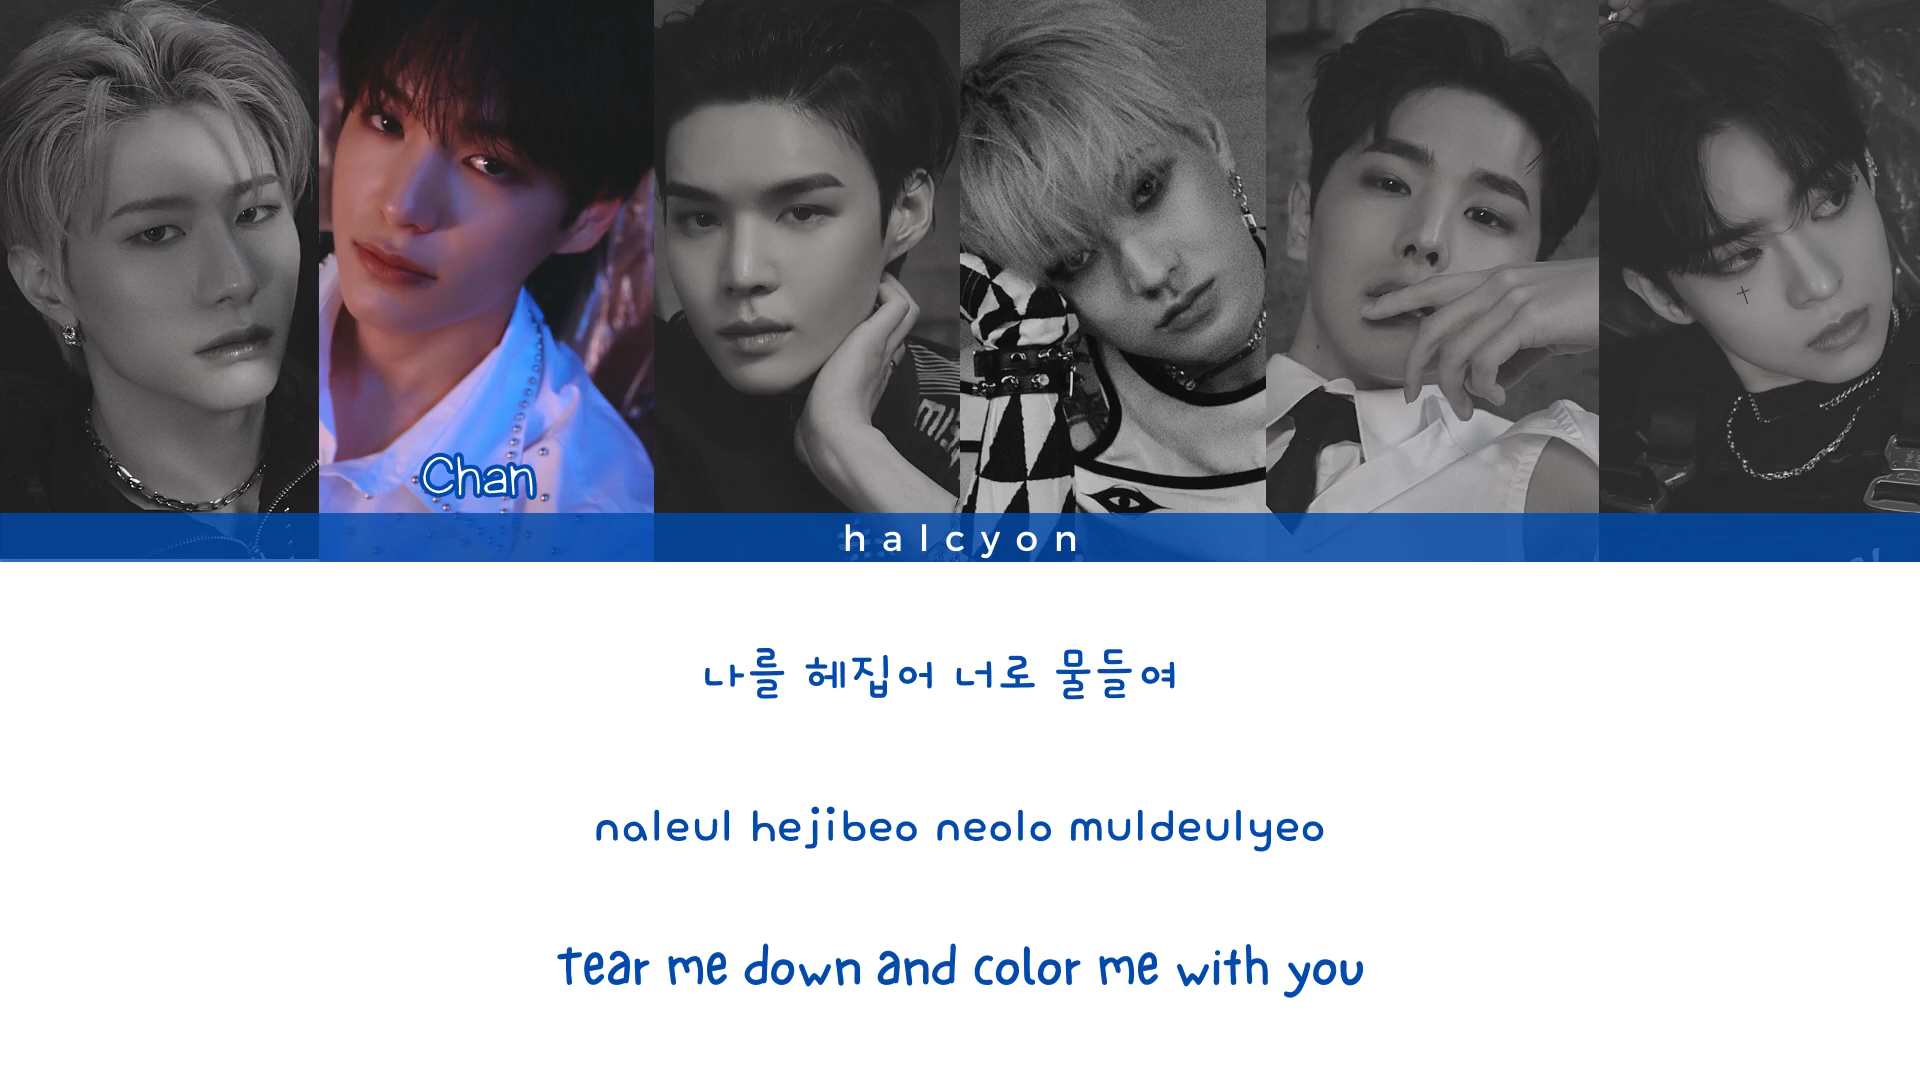 Chan
halcyon
나를 헤집어 너로 물들여
naleul hejibeo neolo muldeulyeo
tear me down and color me with you